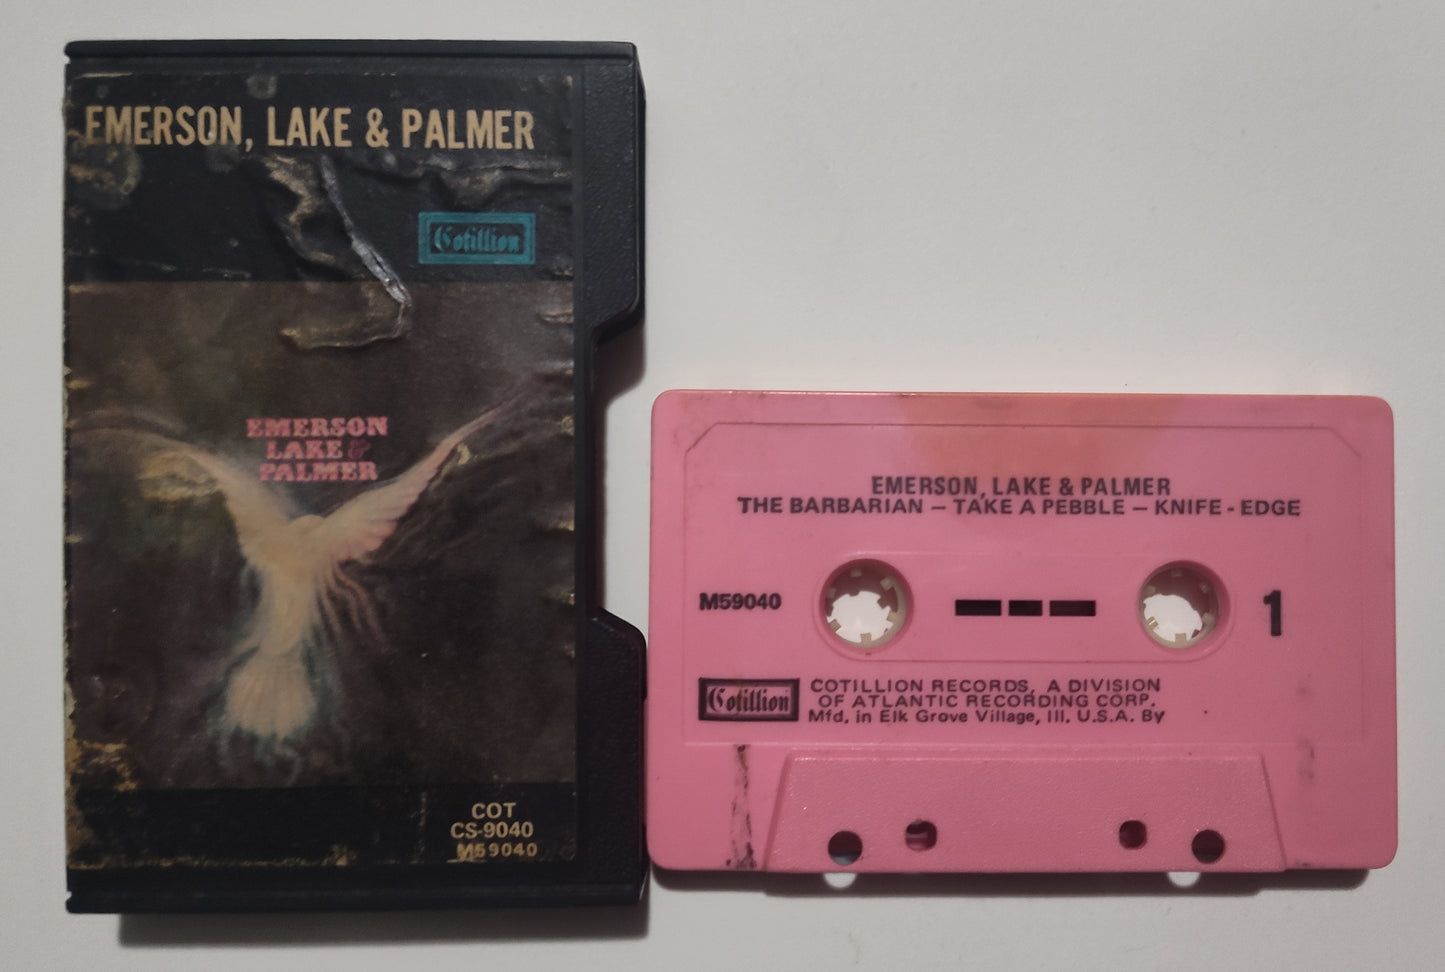 EMERSON, LAKE & PALMER
Cotillion
EMERSON
LAKE &
PALMER
COT
CS-9040
M59040
EMERSON, LAKE & PALMER
THE BARBARIAN – TAKE A PEBBLE – KNIFE - EDGE
M59040
1
Cotillion
COTILLION RECORDS, A DIVISION
OF ATLANTIC RECORDING CORP.
Mfd. in Elk Grove Village, Ill. U.S.A. By